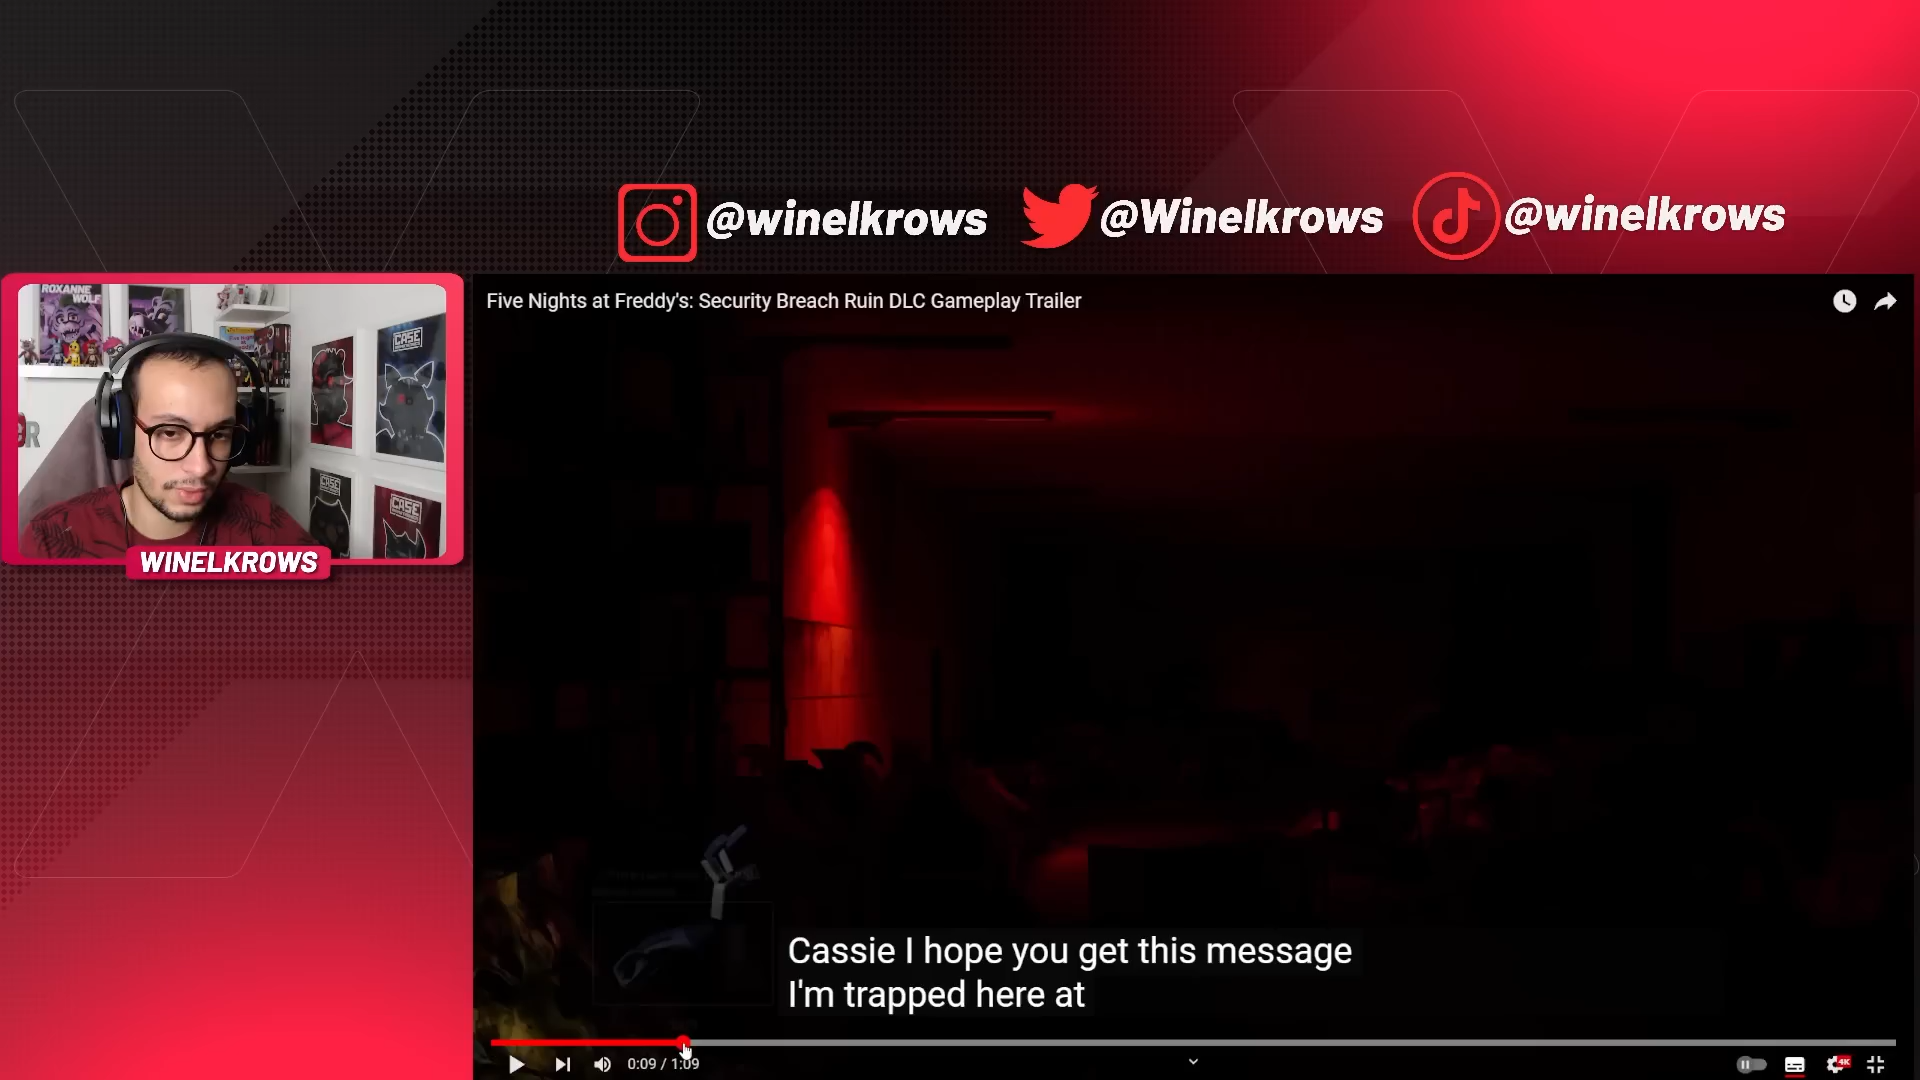 @winelkrows
@Winelkrows
@winelkrows
ROXANNE
WOLF
CASE
CASE
CASE
WINELKROWS
Five Nights at Freddy's: Security Breach Ruin DLC Gameplay Trailer
Cassie I hope you get this message
I'm trapped here at
0:09 / 1:09
4K